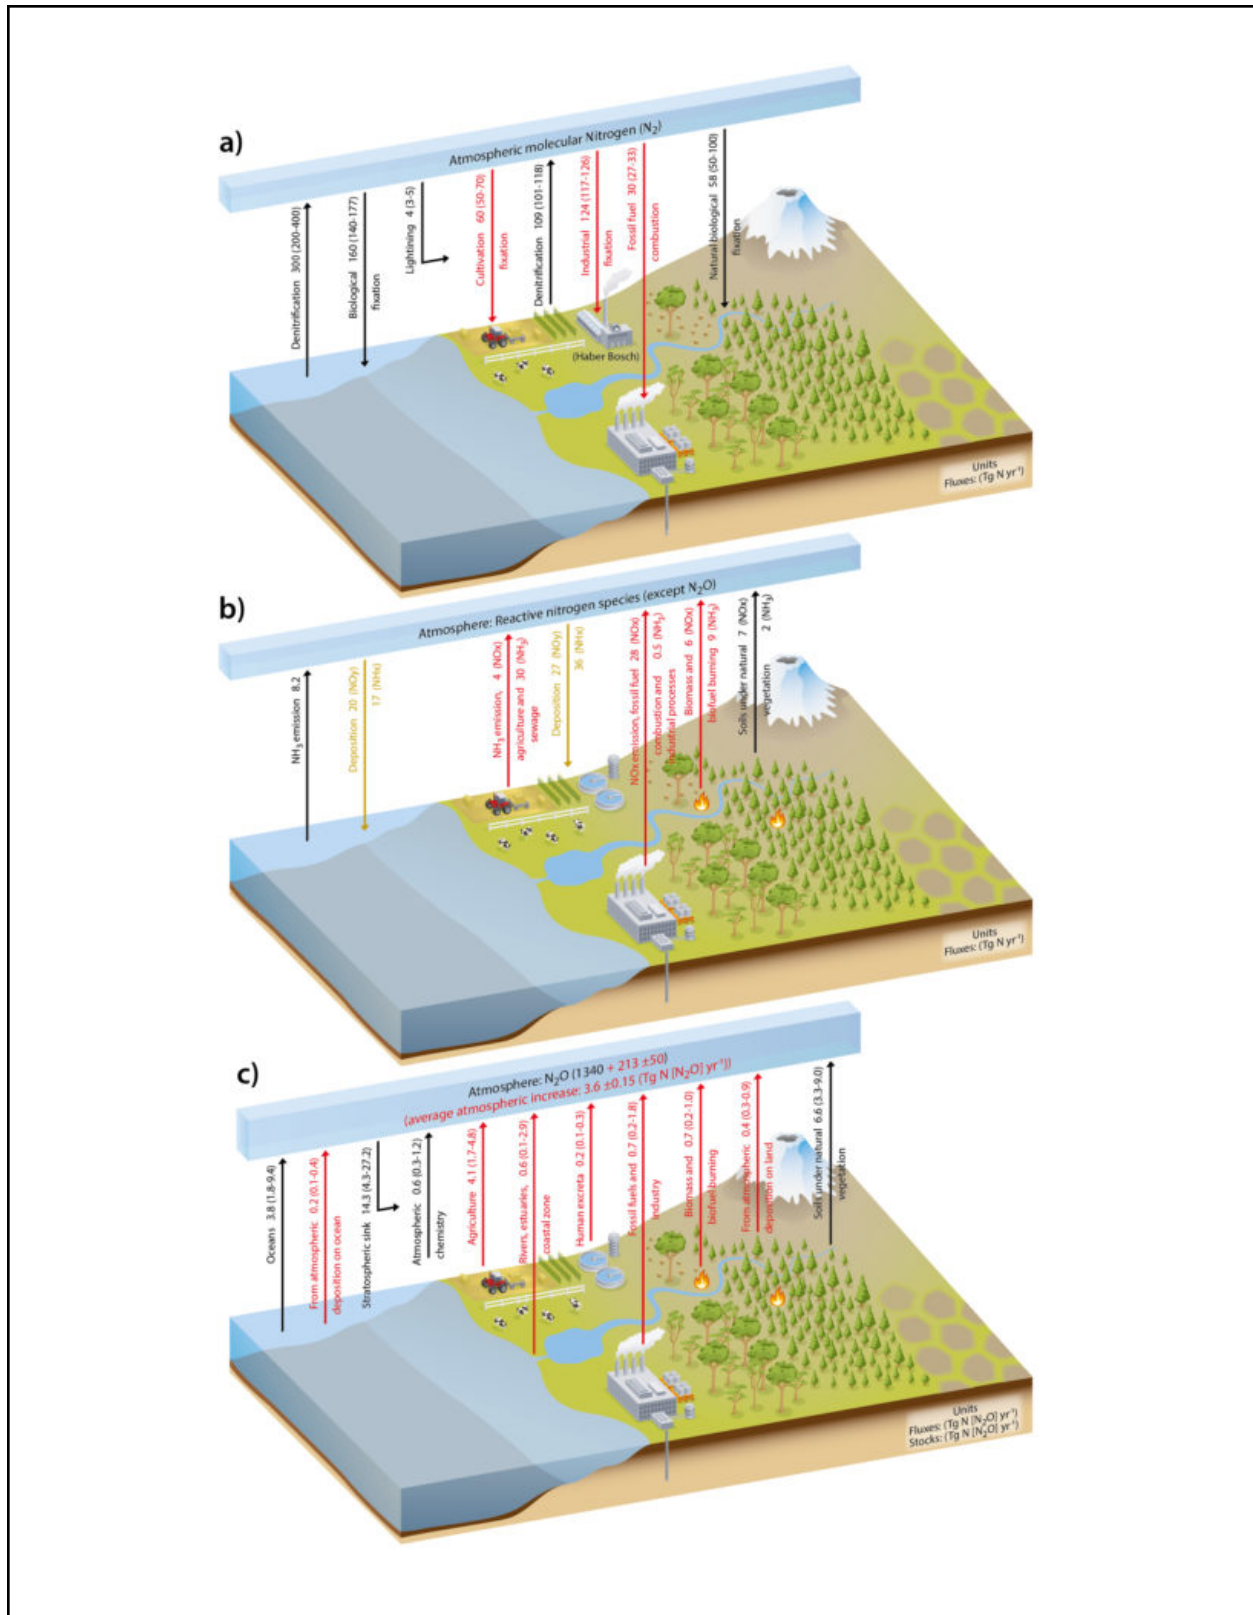 a)
Atmospheric molecular Nitrogen (N₂)
Denitrification 300 (200-400)
Biological 160 (140-177)
fixation
Lightining 4 (3-5)
Cultivation 60 (50-70)
fixation
Denitrification 109 (101-118)
Industrial 124 (117-126)
fixation
Fossil fuel 30 (27-33)
combustion
Natural biological 58 (50-100)
fixation
(Haber Bosch)
Units
Fluxes: (Tg N yr⁻¹)
b)
Atmosphere: Reactive nitrogen species (except N₂O)
NH₃ emission 8.2
Deposition 20 (NOy)
17 (NHx)
NH₃ emission, 4 (NOx)
agriculture and 30 (NH₃)
sewage
Deposition 27 (NOy)
36 (NHx)
NOx emission, fossil fuel 28 (NOx)
combustion and 0.5 (NH₃)
industrial processes
Biomass and 6 (NOx)
biofuel burning 9 (NH₃)
Soils under natural 7 (NOx)
vegetation 2 (NH₃)
Units
Fluxes: (Tg N yr⁻¹)
c)
Atmosphere: N₂O (1340 + 213 ±50)
(average atmospheric increase: 3.6 ±0.15 (Tg N [N₂O] yr⁻¹))
Oceans 3.8 (1.8-9.4)
From atmospheric 0.2 (0.1-0.4)
deposition on ocean
Stratospheric sink 14.3 (4.3-27.2)
Atmospheric 0.6 (0.3-1.2)
chemistry
Agriculture 4.1 (1.7-4.8)
Rivers, estuaries, 0.6 (0.1-2.9)
coastal zone
Human excreta 0.2 (0.1-0.3)
Fossil fuels and 0.7 (0.2-1.8)
industry
Biomass and 0.7 (0.2-1.0)
biofuel burning
From atmospheric 0.4 (0.3-0.9)
deposition on land
Soils under natural 6.6 (3.3-9.0)
vegetation
Units
Fluxes: (Tg N [N₂O] yr⁻¹)
Stocks: (Tg N [N₂O] yr⁻¹)